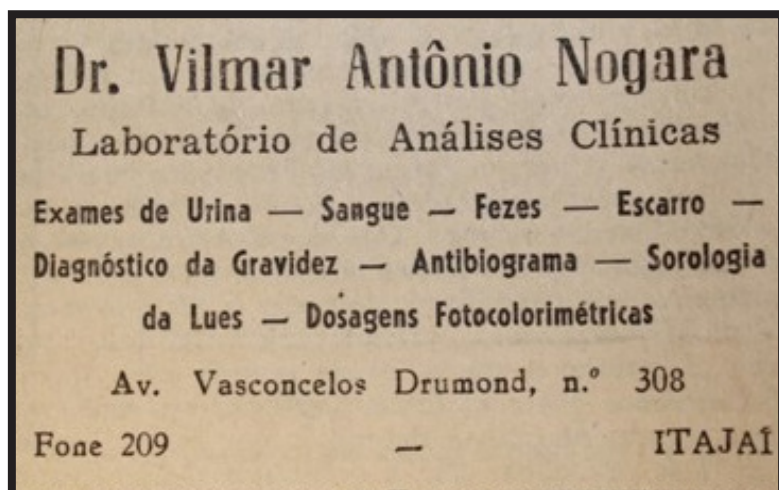 Dr. Vilmar Antônio Nogara
Laboratório de Análises Clínicas
Exames de Urina — Sangue — Fezes — Escarro —
Diagnóstico da Gravidez — Antibiograma — Sorologia
da Lues — Dosagens Fotocolorimétricas
Av. Vasconcelos Drumond, n.º 308
Fone 209 — ITAJAÍ